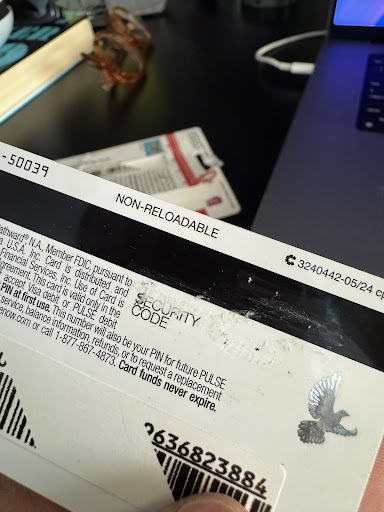 -50039
NON-RELOADABLE
3240442-05/24
N.A. Member FDIC, pursuant to
U.S.A. Inc. Card is distributed and
Financial Services, Inc. Use of Card is
This card is valid only in the
accept Visa debit, or PULSE debit
PIN at first use. This number will also be your PIN for future PULSE
service, balance information, refunds, or to request a replacement
.com or call 1-877-867-4873. Card funds never expire.
SECURITY
CODE
9636823884